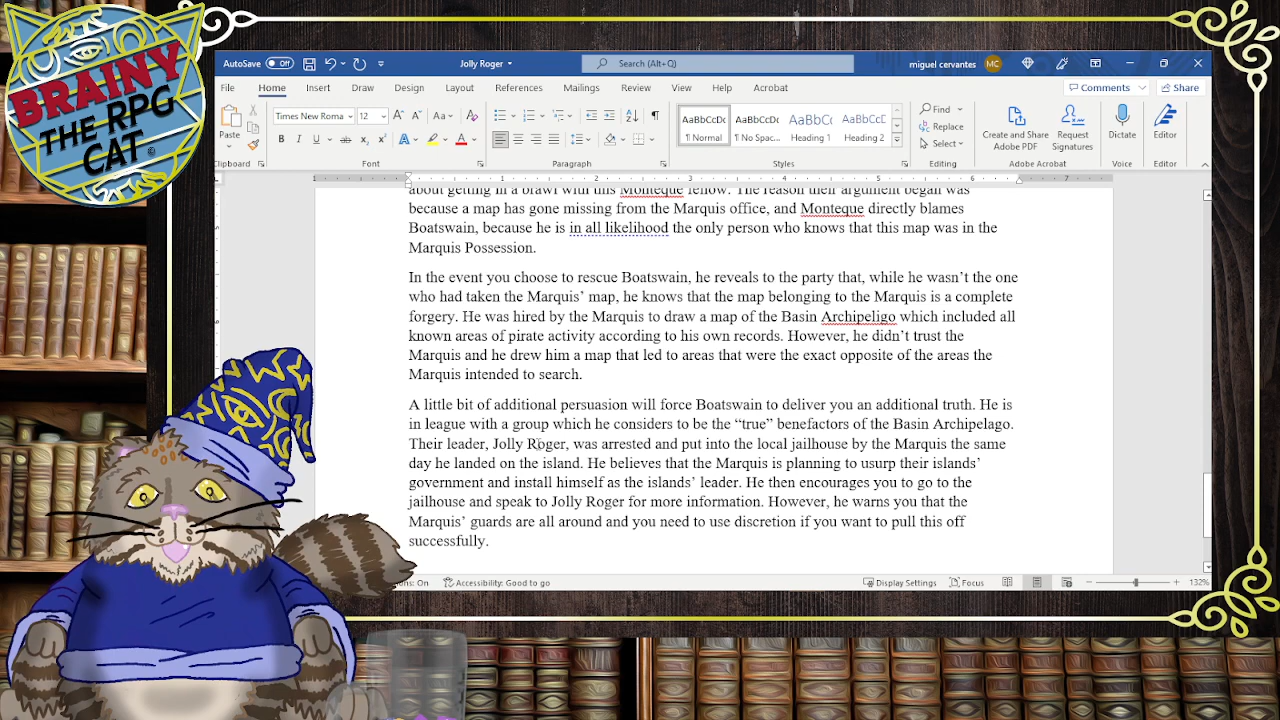 BRAINY
THE RPG
CAT ©
AutoSave Off
Jolly Roger
Search (Alt+Q)
miguel cervantes MC
File Home Insert Draw Design Layout References Mailings Review View Help Acrobat
Comments Share
Paste
Times New Roma 12
A A Aa
B I U ab
AaBbCcDc AaBbCcDc AaBbCc AaBbCcC
¶ Normal ¶ No Spac... Heading 1 Heading 2
Find
Replace
Select
Create and Share
Adobe PDF
Request
Signatures
Dictate
Editor
Clipboard Font Paragraph Styles Editing Adobe Acrobat Voice Editor
1 1 2 3 4 5 6 7
about getting in a brawl with this Monteque fellow. The reason their argument began was
because a map has gone missing from the Marquis office, and Monteque directly blames
Boatswain, because he is in all likelihood the only person who knows that this map was in the
Marquis Possession.
In the event you choose to rescue Boatswain, he reveals to the party that, while he wasn’t the one
who had taken the Marquis’ map, he knows that the map belonging to the Marquis is a complete
forgery. He was hired by the Marquis to draw a map of the Basin Archipeligo which included all
known areas of pirate activity according to his own records. However, he didn’t trust the
Marquis and he drew him a map that led to areas that were the exact opposite of the areas the
Marquis intended to search.
A little bit of additional persuasion will force Boatswain to deliver you an additional truth. He is
in league with a group which he considers to be the “true” benefactors of the Basin Archipelago.
Their leader, Jolly Roger, was arrested and put into the local jailhouse by the Marquis the same
day he landed on the island. He believes that the Marquis is planning to usurp their islands’
government and install himself as the islands’ leader. He then encourages you to go to the
jailhouse and speak to Jolly Roger for more information. However, he warns you that the
Marquis’ guards are all around and you need to use discretion if you want to pull this off
successfully.
: On Accessibility: Good to go
Display Settings Focus
132%